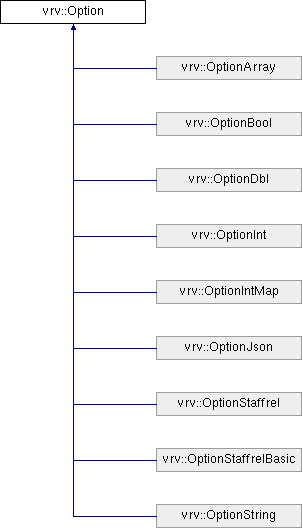 vrv::Option
vrv::OptionArray
vrv::OptionBool
vrv::OptionDbl
vrv::OptionInt
vrv::OptionIntMap
vrv::OptionJson
vrv::OptionStaffrel
vrv::OptionStaffrelBasic
vrv::OptionString